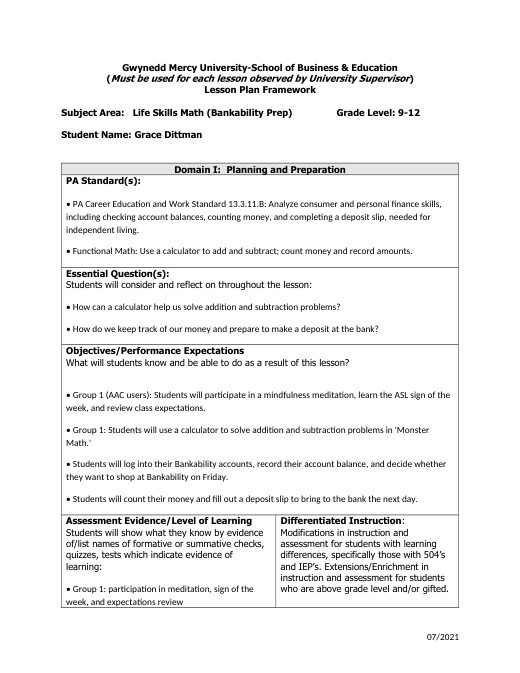 Gwynedd Mercy University-School of Business & Education
(Must be used for each lesson observed by University Supervisor)
Lesson Plan Framework
Subject Area: Life Skills Math (Bankability Prep) Grade Level: 9-12
Student Name: Grace Dittman
Domain I: Planning and Preparation
PA Standard(s):
• PA Career Education and Work Standard 13.3.11.B: Analyze consumer and personal finance skills,
including checking account balances, counting money, and completing a deposit slip, needed for
independent living.
• Functional Math: Use a calculator to add and subtract; count money and record amounts.
Essential Question(s):
Students will consider and reflect on throughout the lesson:
• How can a calculator help us solve addition and subtraction problems?
• How do we keep track of our money and prepare to make a deposit at the bank?
Objectives/Performance Expectations
What will students know and be able to do as a result of this lesson?
• Group 1 (AAC users): Students will participate in a mindfulness meditation, learn the ASL sign of the
week, and review class expectations.
• Group 1: Students will use a calculator to solve addition and subtraction problems in 'Monster
Math.'
• Students will log into their Bankability accounts, record their account balance, and decide whether
they want to shop at Bankability on Friday.
• Students will count their money and fill out a deposit slip to bring to the bank the next day.
Assessment Evidence/Level of Learning
Students will show what they know by evidence
of/list names of formative or summative checks,
quizzes, tests which indicate evidence of
learning:
• Group 1: participation in meditation, sign of the
week, and expectations review
Differentiated Instruction:
Modifications in instruction and
assessment for students with learning
differences, specifically those with 504's
and IEP's. Extensions/Enrichment in
instruction and assessment for students
who are above grade level and/or gifted.
07/2021